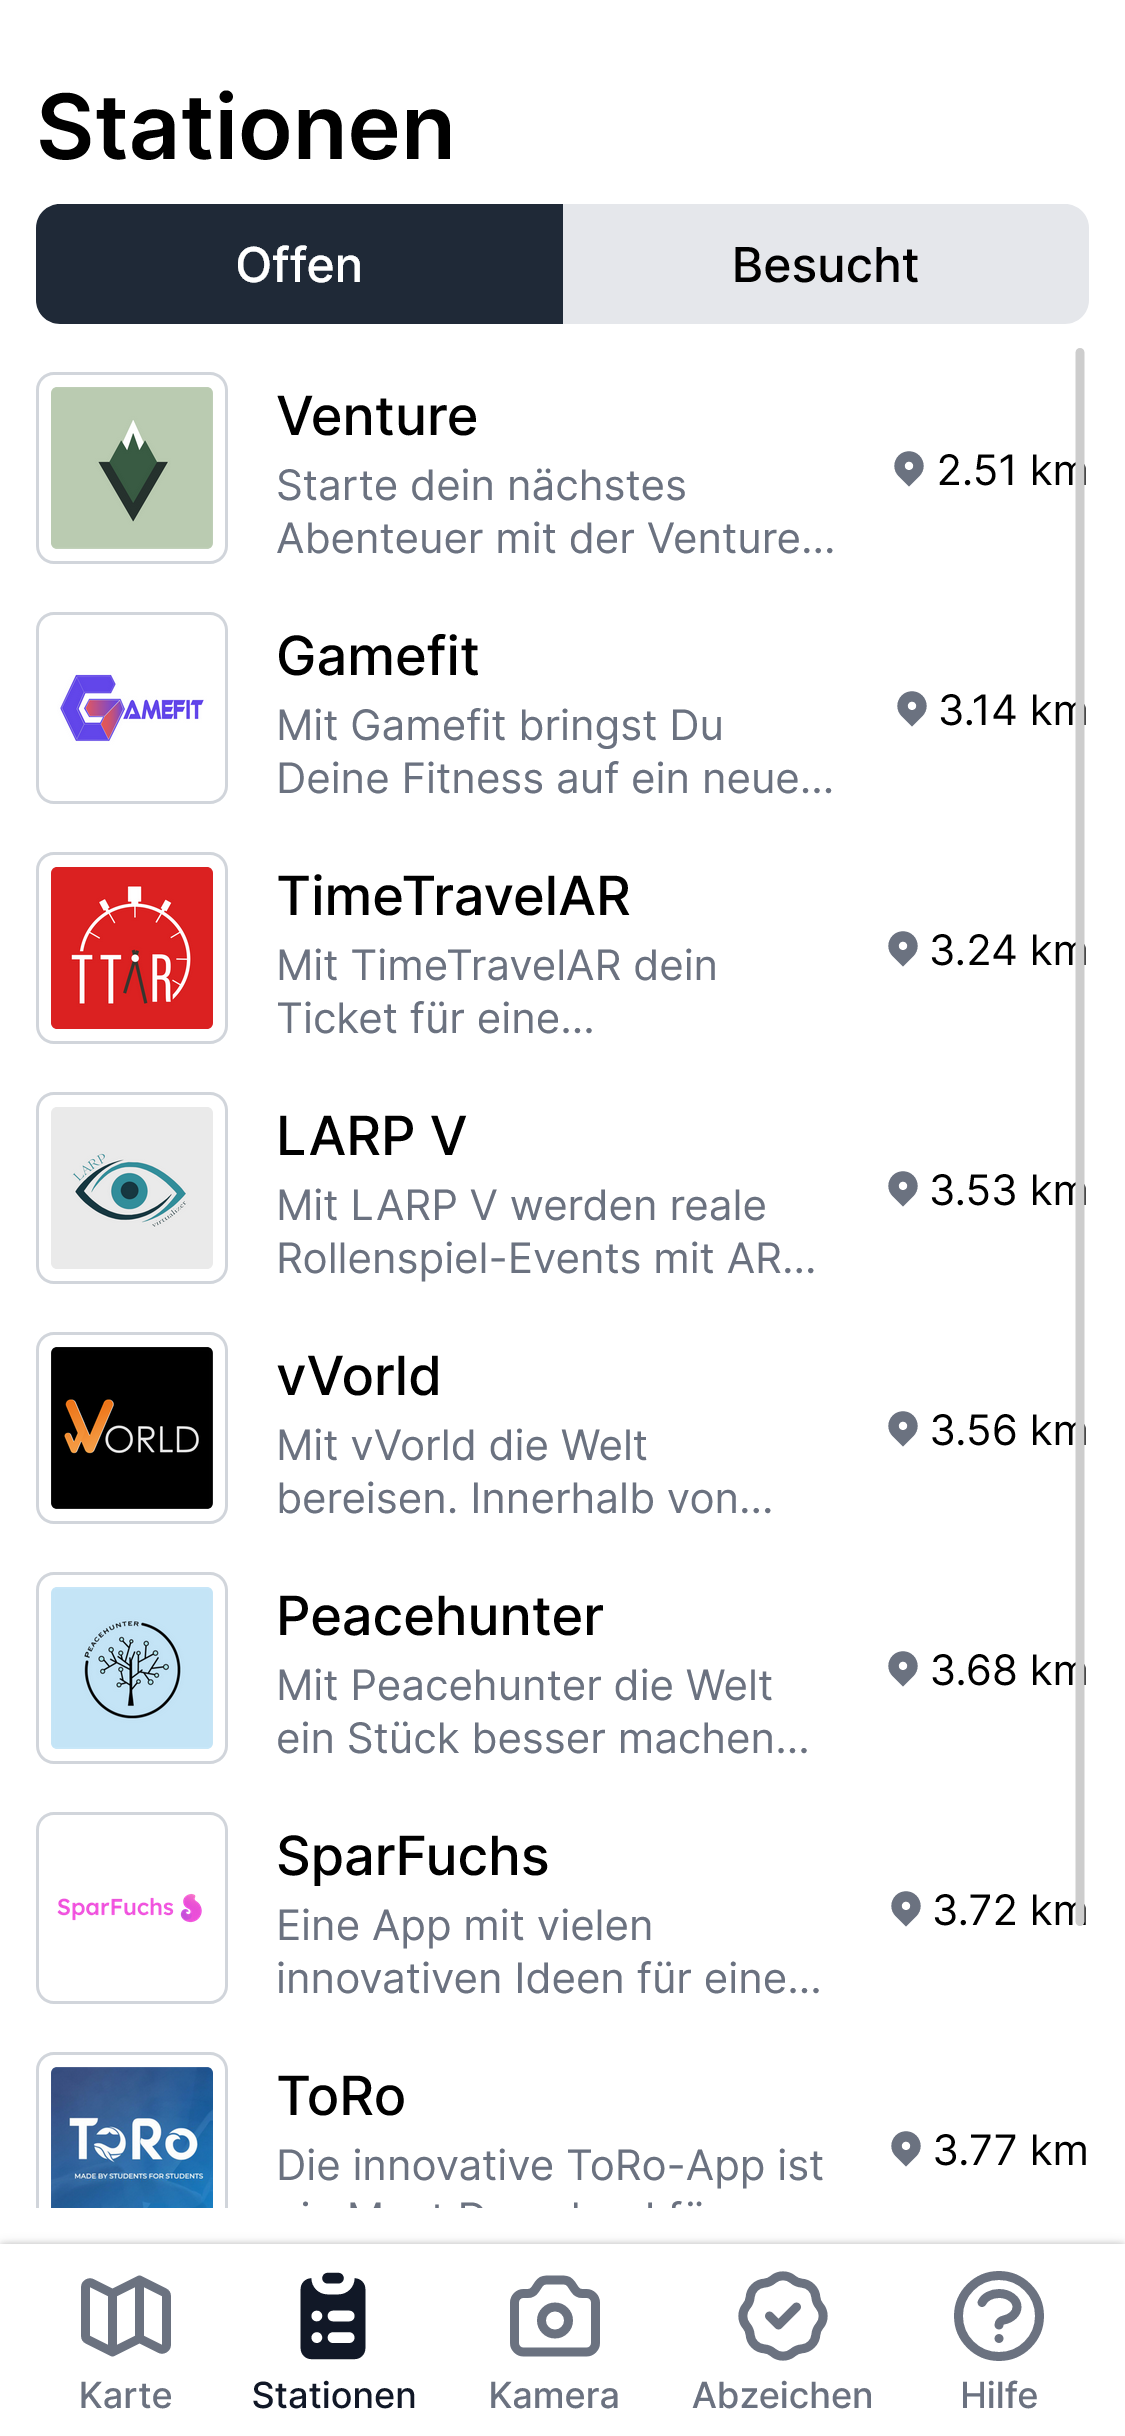 Stationen
Offen
Besucht
Venture
Starte dein nächstes
Abenteuer mit der Venture...
2.51 km
GAMEFIT
Gamefit
Mit Gamefit bringst Du
Deine Fitness auf ein neue...
3.14 km
TTAR
TimeTravelAR
Mit TimeTravelAR dein
Ticket für eine...
3.24 km
LARP
virtualizer
LARP V
Mit LARP V werden reale
Rollenspiel-Events mit AR...
3.53 km
VVORLD
vVorld
Mit vVorld die Welt
bereisen. Innerhalb von...
3.56 km
PEACEHUNTER
Peacehunter
Mit Peacehunter die Welt
ein Stück besser machen...
3.68 km
SparFuchs
SparFuchs
Eine App mit vielen
innovativen Ideen für eine...
3.72 km
ToRo
MADE BY STUDENTS FOR STUDENTS
ToRo
Die innovative ToRo-App ist
3.77 km
Karte
Stationen
Kamera
Abzeichen
Hilfe